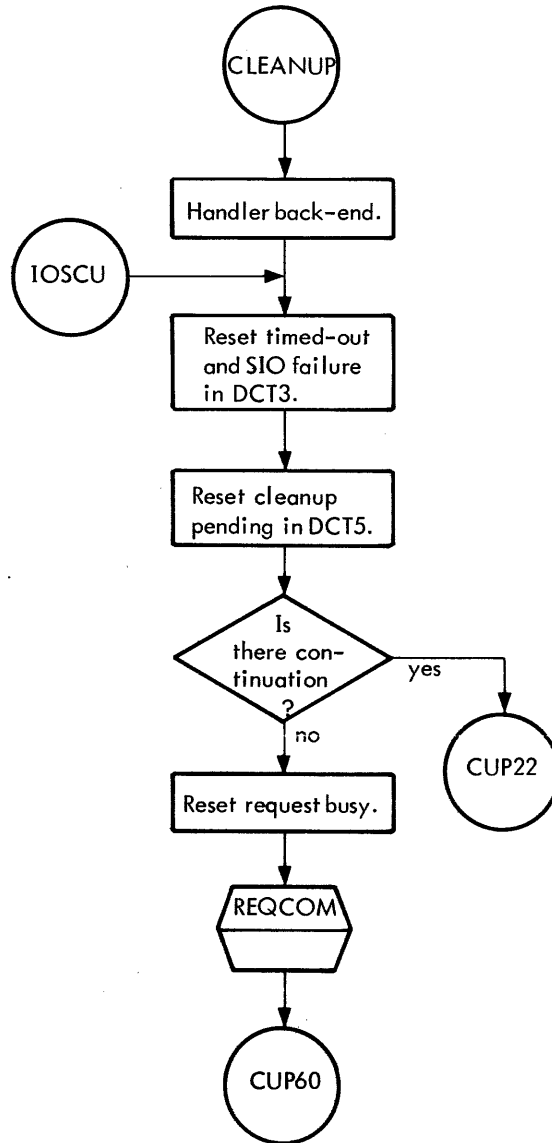 CLEANUP
Handler back-end.
IOSCU
Reset timed-out
and SIO failure
in DCT3.
Reset cleanup
pending in DCT5.
Is
there con-
tinuation
?
yes
no
CUP22
Reset request busy.
REQCOM
CUP60